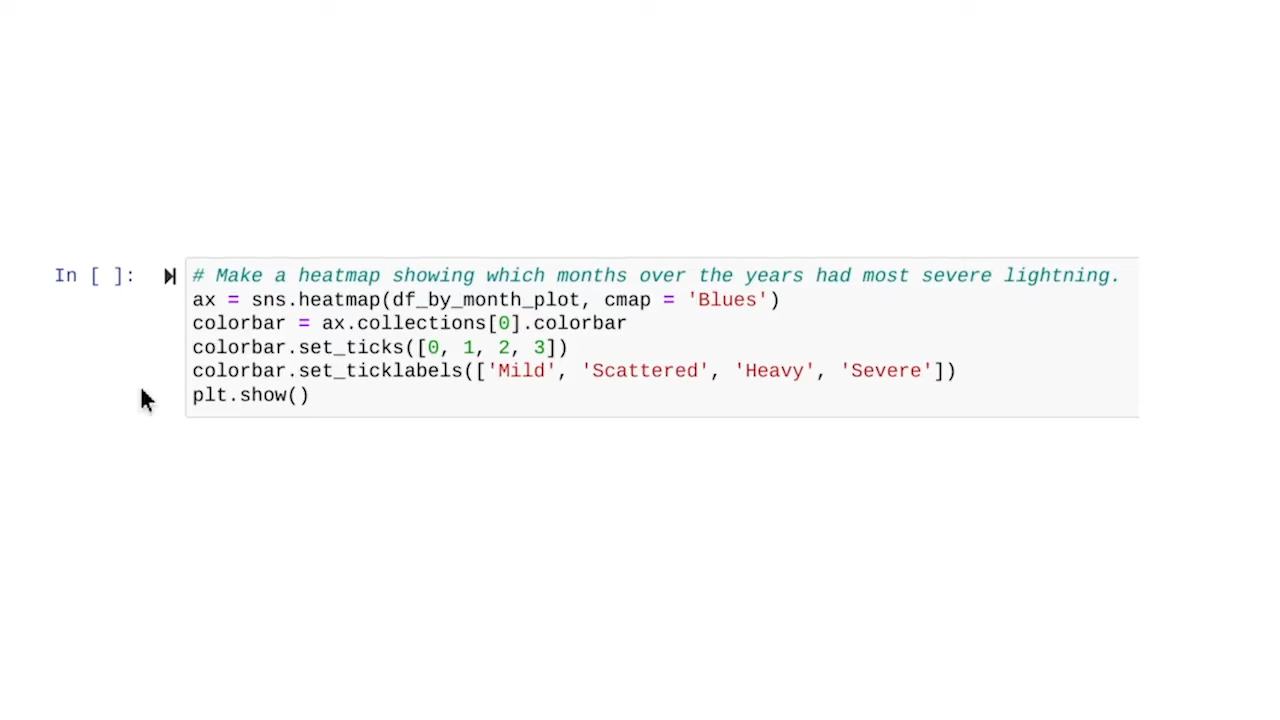 In [ ]:
# Make a heatmap showing which months over the years had most severe lightning.
ax = sns.heatmap(df_by_month_plot, cmap = 'Blues')
colorbar = ax.collections[0].colorbar
colorbar.set_ticks([0, 1, 2, 3])
colorbar.set_ticklabels(['Mild', 'Scattered', 'Heavy', 'Severe'])
plt.show()